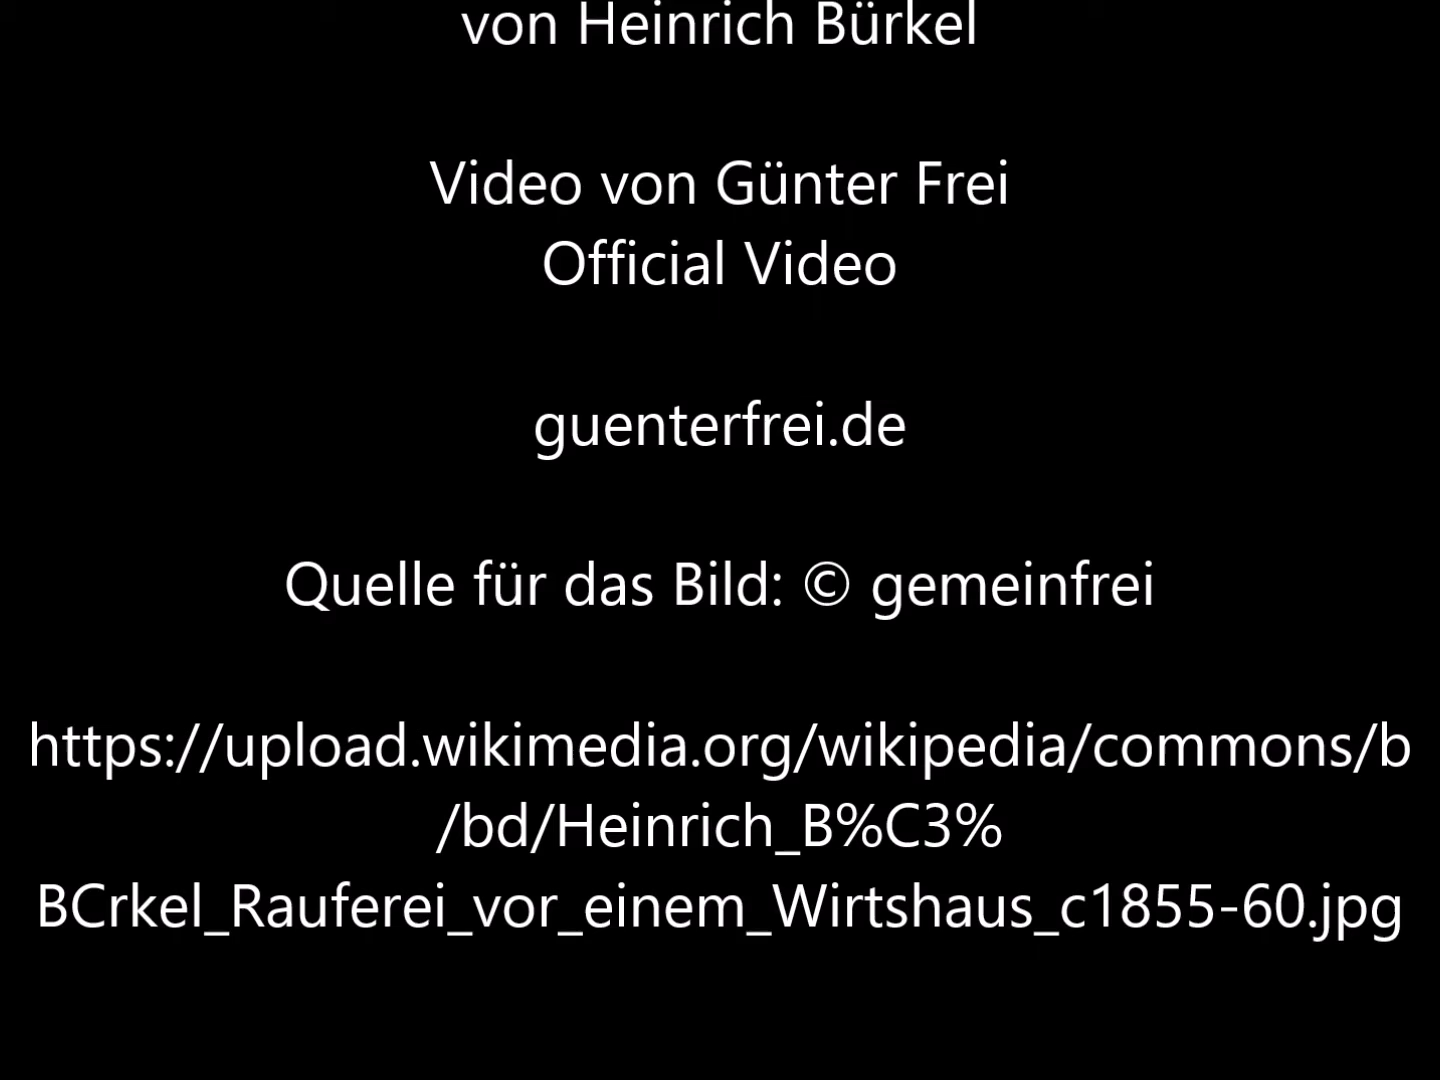 von Heinrich Bürkel
Video von Günter Frei
Official Video
guenterfrei.de
Quelle für das Bild: © gemeinfrei
https://upload.wikimedia.org/wikipedia/commons/b
/bd/Heinrich_B%C3%
BCrkel_Rauferei_vor_einem_Wirtshaus_c1855-60.jpg